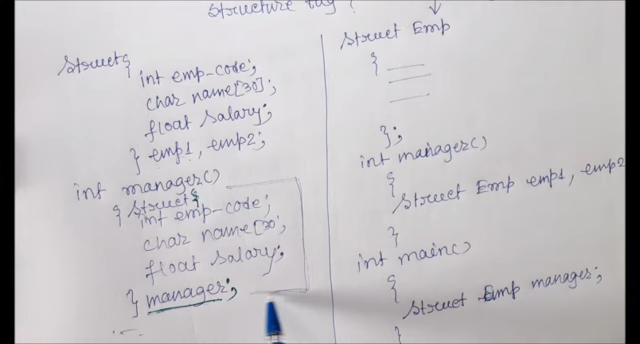 structure tag ?
struct{
int emp-code;
char name[30];
float salary;
} emp1, emp2;
int manager()
{ struct{
int emp-code;
char name[30];
float salary;
} manager;
struct Emp
{
};
int manager()
{
struct Emp emp1, emp2
}
int main()
{
struct Emp manager;
}